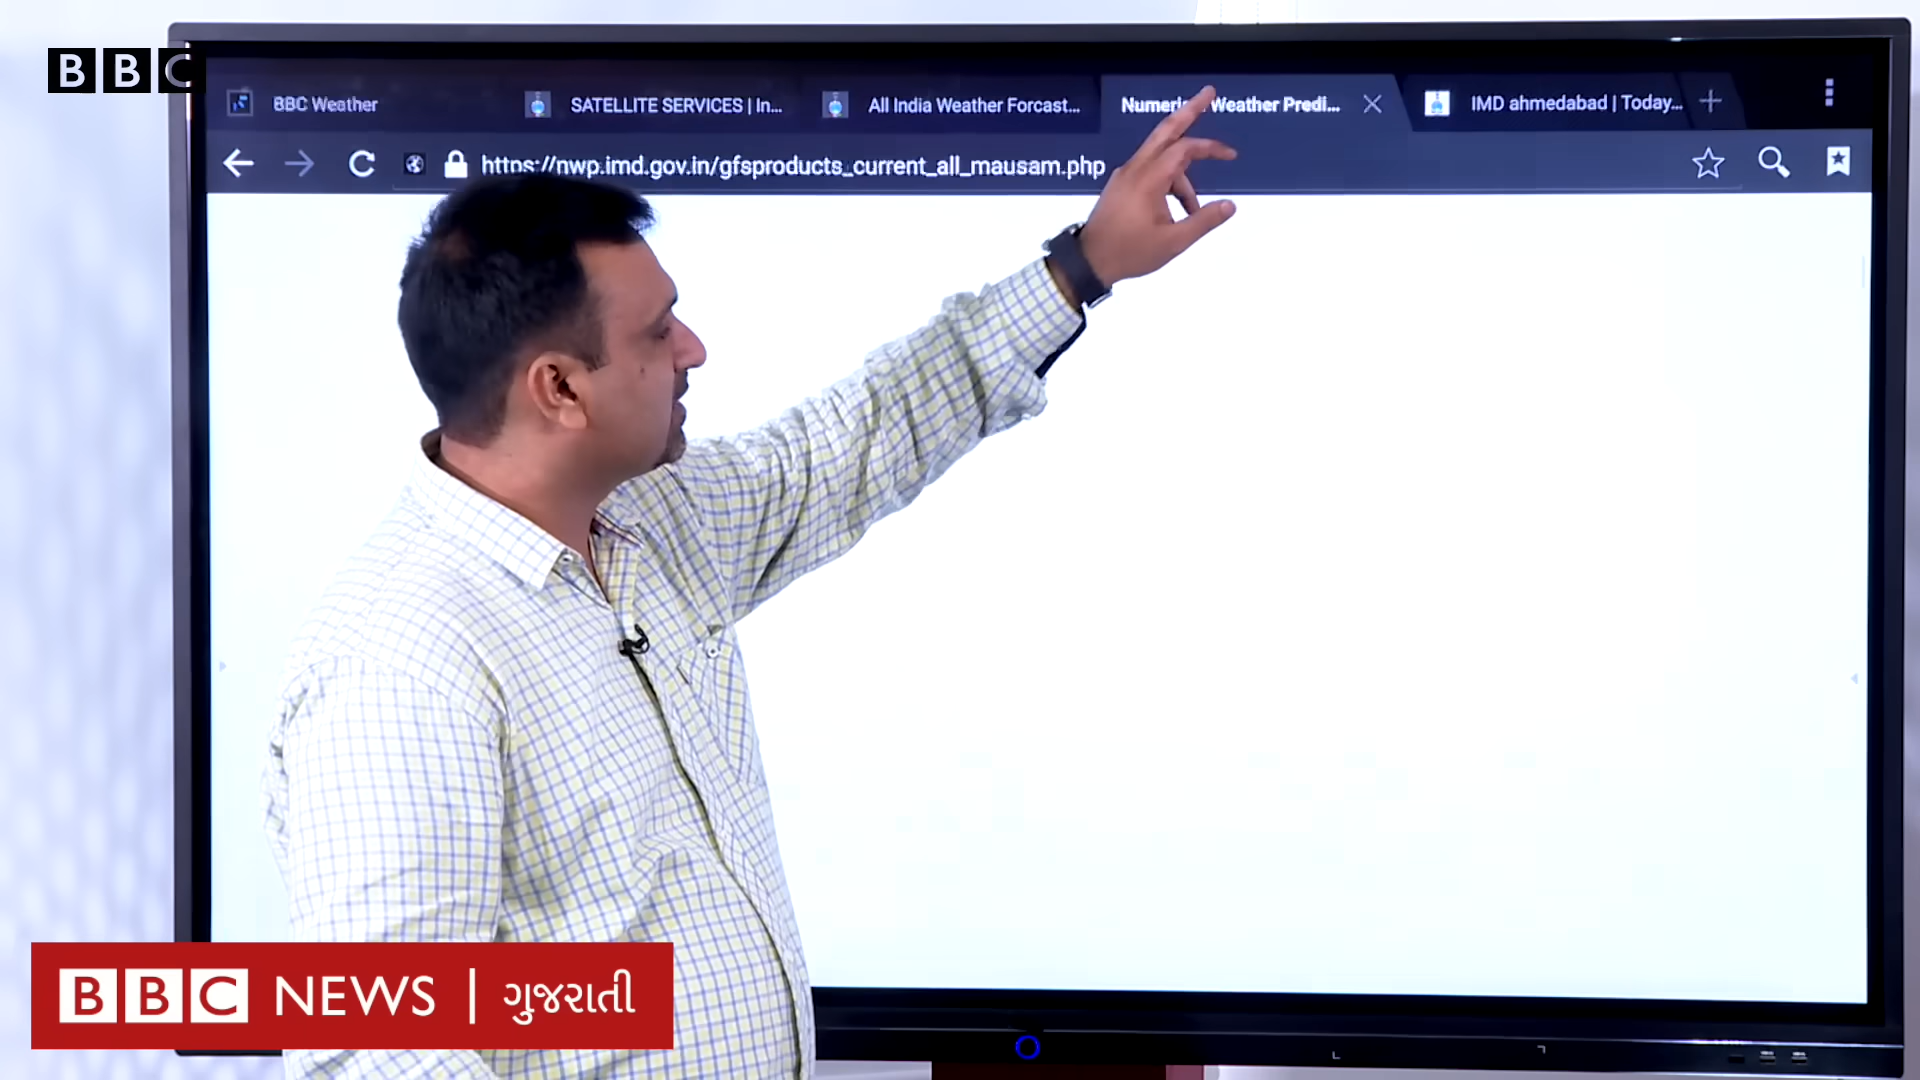 BBC
BBC Weather
SATELLITE SERVICES | In...
All India Weather Forcast...
Weather Predi...
IMD ahmedabad | Today...
https://nwp.imd.gov.in/gfsproducts_current_all_mausam.php
BBC NEWS | ગુજરાતી